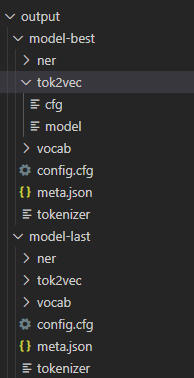 output
model-best
ner
tok2vec
cfg
model
vocab
config.cfg
meta.json
tokenizer
model-last
ner
tok2vec
vocab
config.cfg
meta.json
tokenizer